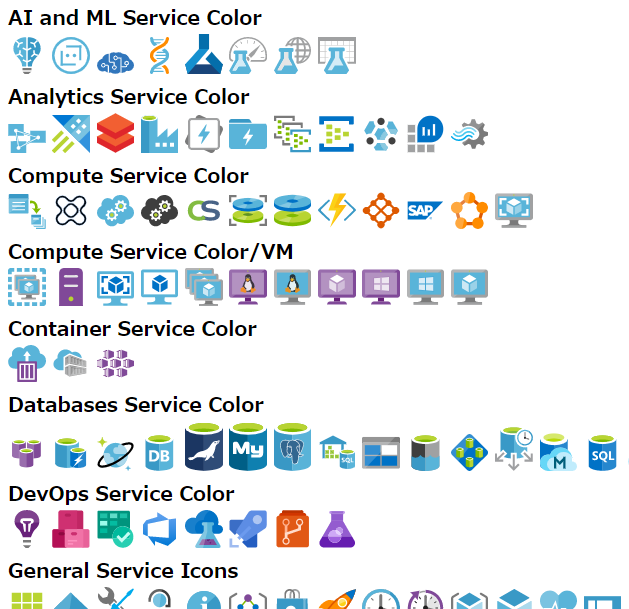 AI and ML Service Color
Analytics Service Color
Compute Service Color
CS
SAP
Compute Service Color/VM
Container Service Color
Databases Service Color
DB
My
SQL
M
SQL
DevOps Service Color
General Service Icons